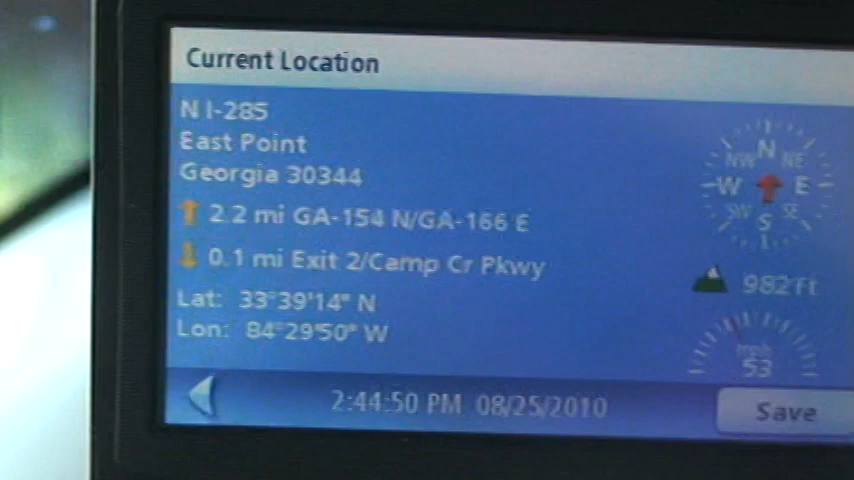 Current Location
N I-285
East Point
Georgia 30344
2.2 mi GA-154 N/GA-166 E
0.1 mi Exit 2/Camp Cr Pkwy
Lat: 33°39'14" N
Lon: 84°29'50" W
N
NW NE
W E
SW SE
S
982 Ft
mph
53
2:44:50 PM 08/25/2010
Save